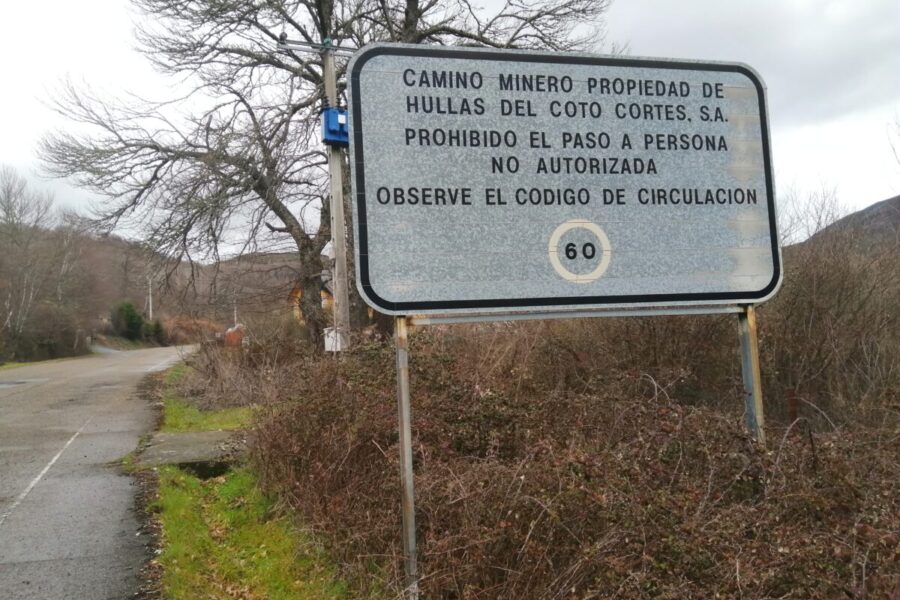 CAMINO MINERO PROPIEDAD DE
HULLAS DEL COTO CORTES, S.A.
PROHIBIDO EL PASO A PERSONA
NO AUTORIZADA
OBSERVE EL CODIGO DE CIRCULACION
60